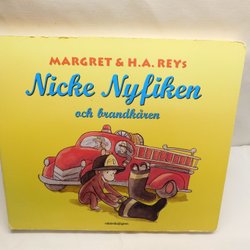 MARGRET & H.A. REYS
Nicke Nyfiken
och brandkåren